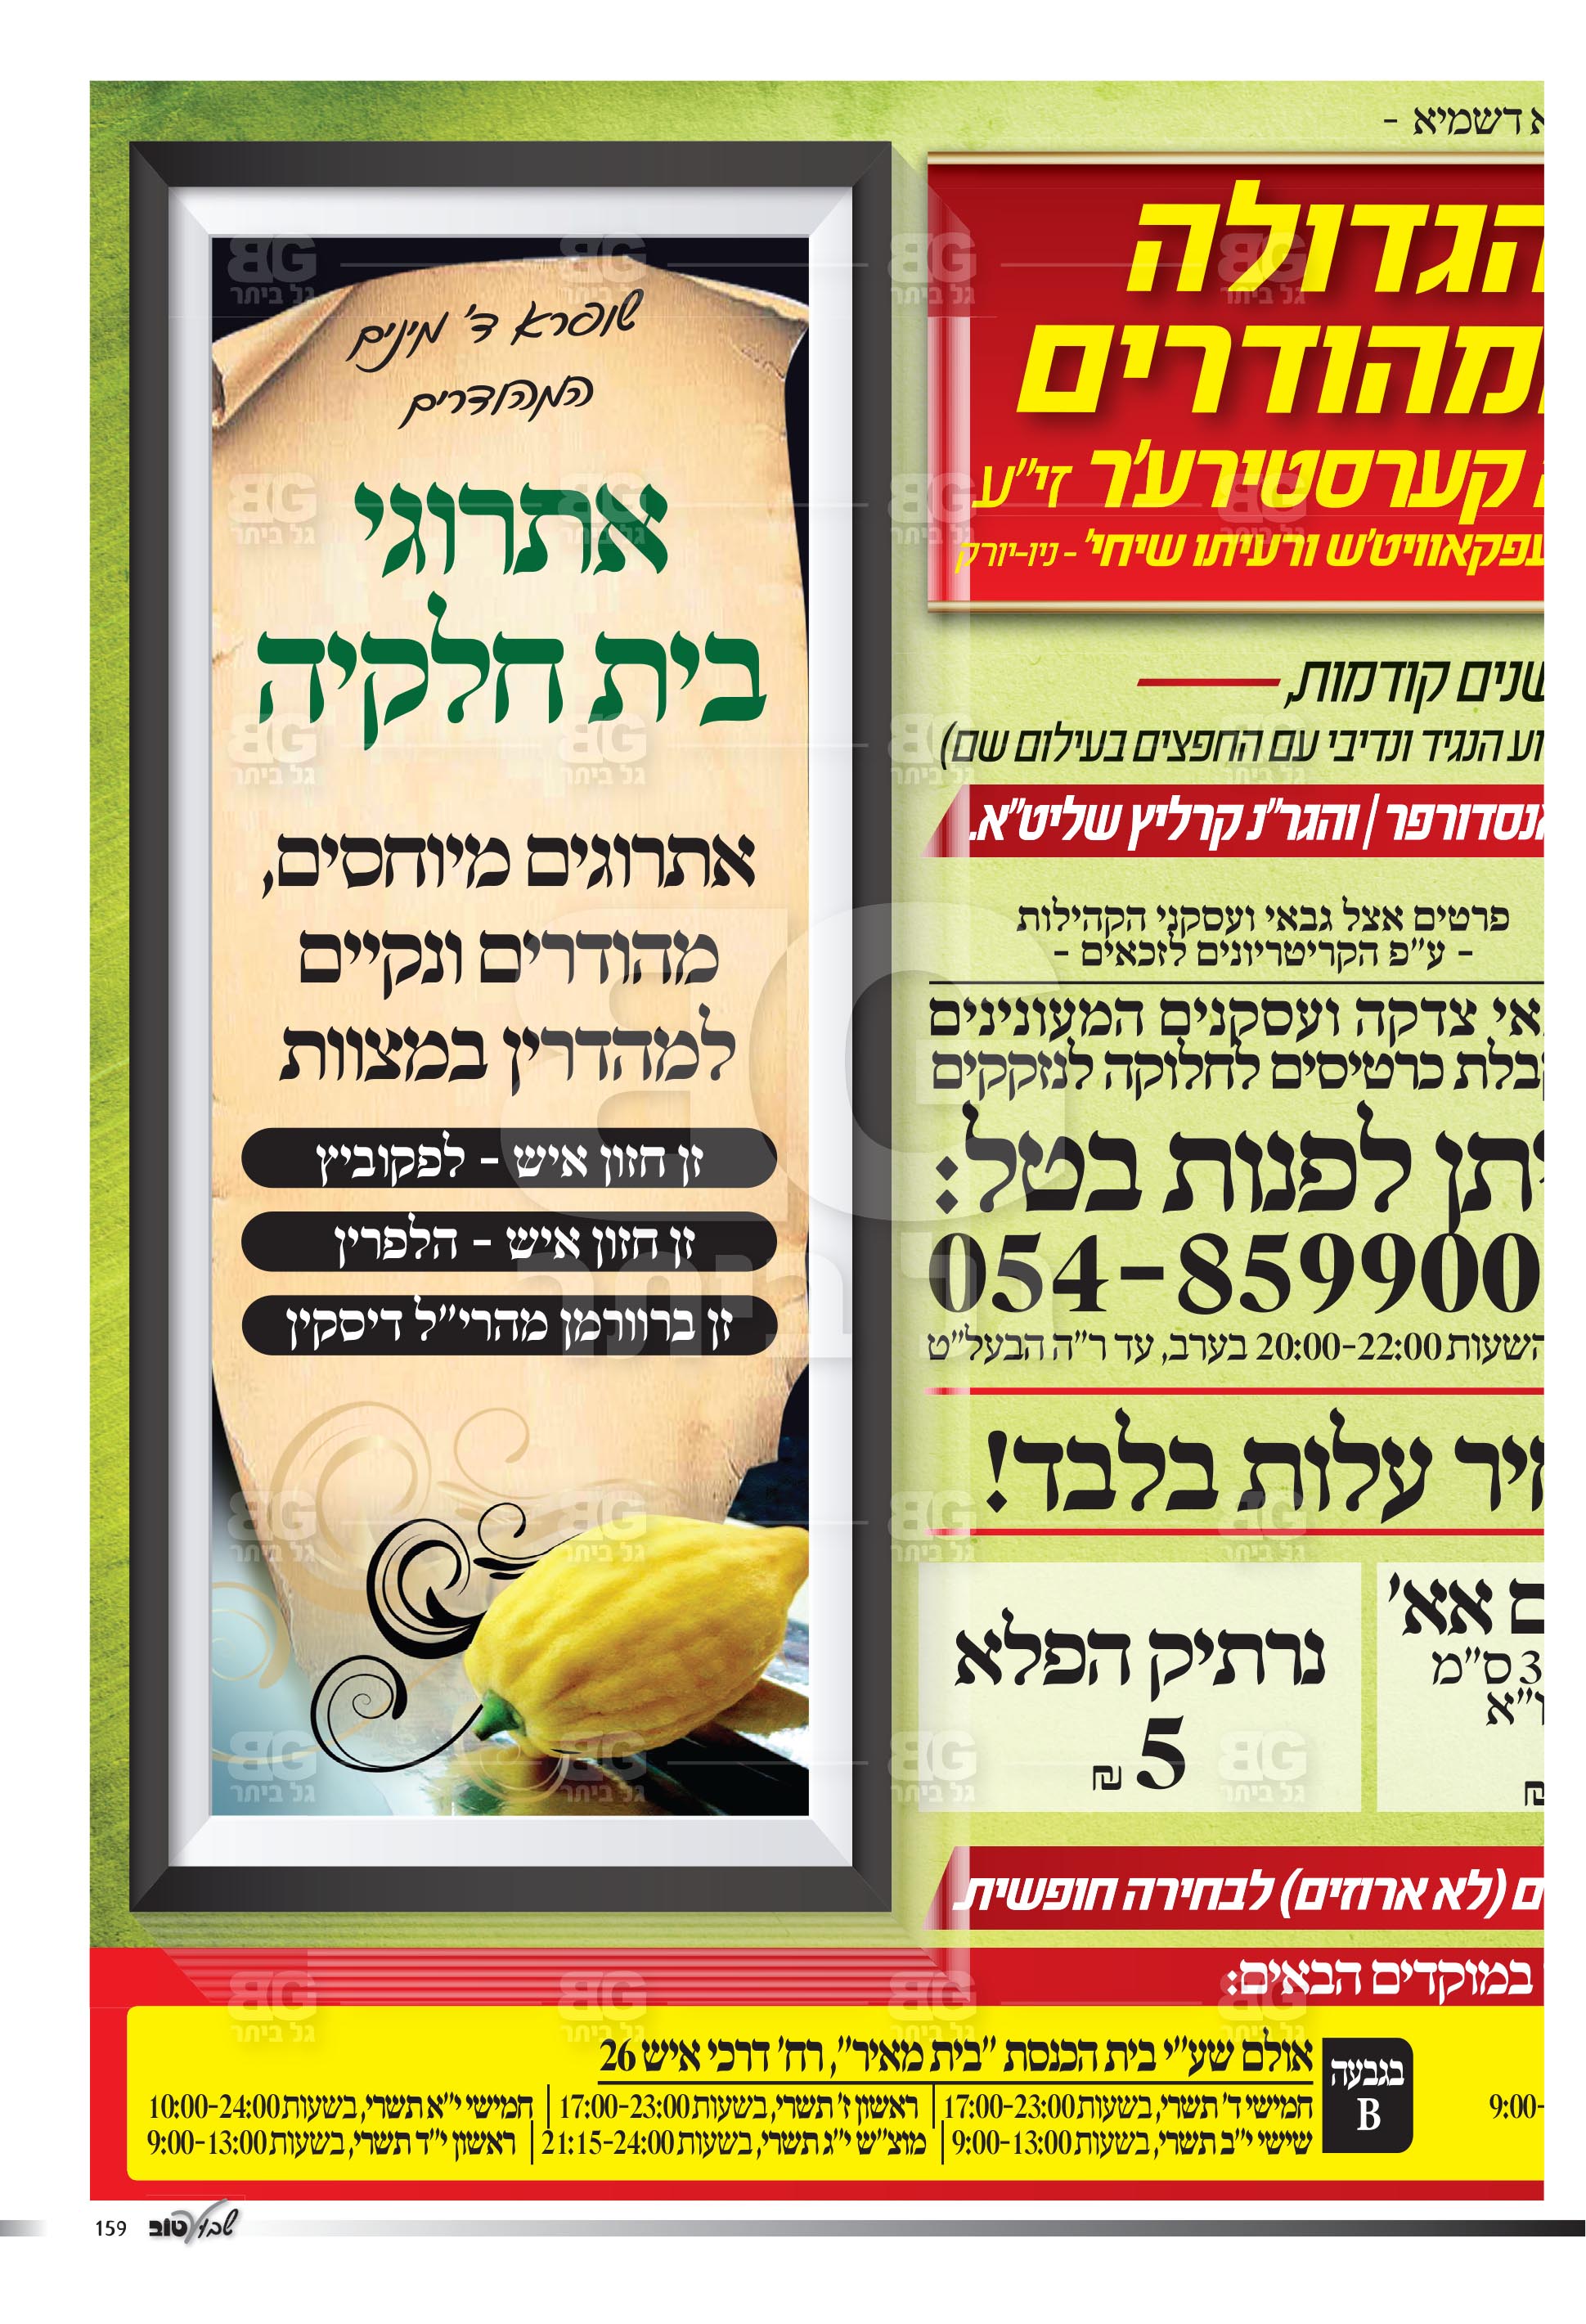 א דשמיא -
הגדולה
מהודרים
קערסטירע'ר זי"ע
עפקאוויט'ש ורעיתו שיחי' - ניו-יורק
שנים קודמות,
הנגיד ונדיבי עם החפצים בעילום שם)
נסדורפר | והגר"נ קרליץ שליט"א.
פרטים אצל גבאי ועסקני הקהילות
- ע"פ הקריטריונים לזכאים -
אי צדקה ועסקנים המעונינים
בלת כרטיסים לחלוקה לנזקקים
יתן לפנות בטל:
054-859900
השעות 20:00-22:00 בערב, עד ר"ה הבעל"ט
יר עלות בלבד!
ם אא'
3 ס"מ
ו"א
₪
נרתיק הפלא
5 ₪
ם (לא ארוזים) לבחירה חופשית
במוקדים הבאים:
שופרא ד' מינים
המהודרים
אתרוגי
בית חלקיה
אתרוגים מיוחסים,
מהודרים ונקיים
למהדרין במצוות
זן חזון איש - לפקוביץ
זן חזון איש - הלפרין
זן ברוורמן מהרי"ל דיסקין
9:00-
בגבעה
B
אולם שע"י בית הכנסת "בית מאיר", רח' דרכי איש 26
חמישי ד' תשרי, בשעות 17:00-23:00 | ראשון ז' תשרי, בשעות 17:00-23:00 | חמישי י"א תשרי, בשעות 10:00-24:00
שישי י"ב תשרי, בשעות 9:00-13:00 | מוצ"ש י"ג תשרי, בשעות 21:15-24:00 | ראשון י"ד תשרי, בשעות 9:00-13:00
159 שבוע טוב
BG
גל ביתר